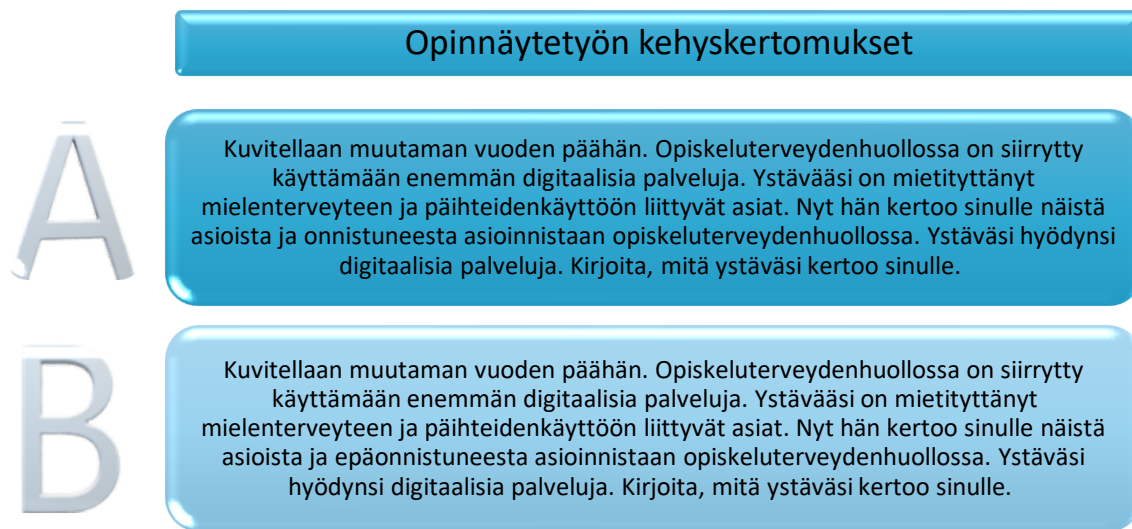 Opinnäytetyön kehyskertomukset
A
Kuvitellaan muutaman vuoden päähän. Opiskeluterveydenhuollossa on siirrytty
käyttämään enemmän digitaalisia palveluja. Ystävääsi on mietityttänyt
mielenterveyteen ja päihteidenkäyttöön liittyvät asiat. Nyt hän kertoo sinulle näistä
asioista ja onnistuneesta asioinnistaan opiskeluterveydenhuollossa. Ystäväsi hyödynsi
digitaalisia palveluja. Kirjoita, mitä ystäväsi kertoo sinulle.
B
Kuvitellaan muutaman vuoden päähän. Opiskeluterveydenhuollossa on siirrytty
käyttämään enemmän digitaalisia palveluja. Ystävääsi on mietityttänyt
mielenterveyteen ja päihteidenkäyttöön liittyvät asiat. Nyt hän kertoo sinulle näistä
asioista ja epäonnistuneesta asioinnistaan opiskeluterveydenhuollossa. Ystäväsi
hyödynsi digitaalisia palveluja. Kirjoita, mitä ystäväsi kertoo sinulle.